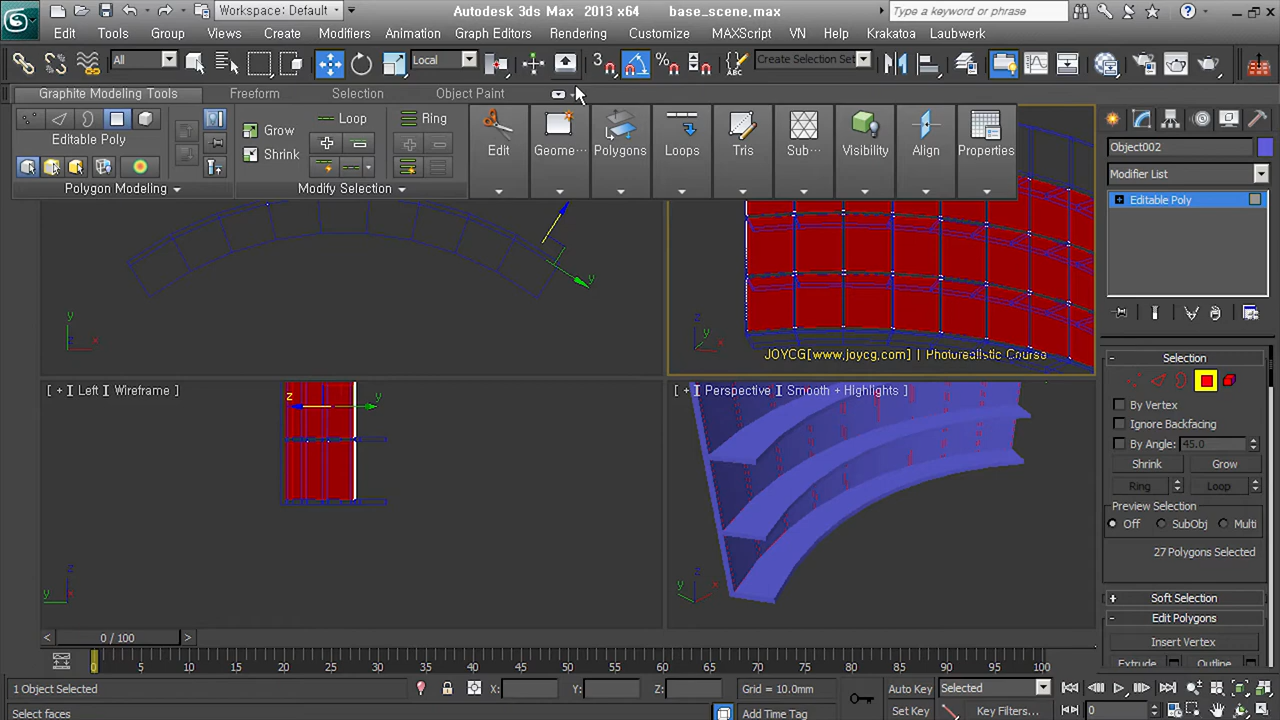 Workspace: Default
Autodesk 3ds Max 2013 x64 base_scene.max
Type a keyword or phrase
Edit Tools Group Views Create Modifiers Animation Graph Editors Rendering Customize MAXScript VN Help Krakatoa Laubwerk
All
Local
3
Create Selection Set
Graphite Modeling Tools Freeform Selection Object Paint
Editable Poly
Polygon Modeling
Grow
Shrink
Loop
Ring
Modify Selection
Edit
Geome...
Polygons
Loops
Tris
Sub...
Visibility
Align
Properties
Object002
Modifier List
Editable Poly
y
y
x
z
y
x
JOYCG[www.joycg.com] | Photorealistic Course
[ + ] Left ] Wireframe ]
z
y
z
y
[ + ] Perspective ] Smooth + Highlights ]
z
y
x
Selection
By Vertex
Ignore Backfacing
By Angle: 45.0
Shrink Grow
Ring Loop
Preview Selection
Off SubObj Multi
27 Polygons Selected
Soft Selection
Edit Polygons
Insert Vertex
Extrude Outline
< 0 / 100 >
0 5 10 15 20 25 30 35 40 45 50 55 60 65 70 75 80 85 90 95 100
1 Object Selected
X: Y: Z: Grid = 10.0mm
Auto Key Selected
Select faces
Add Time Tag
Set Key Key Filters...
0